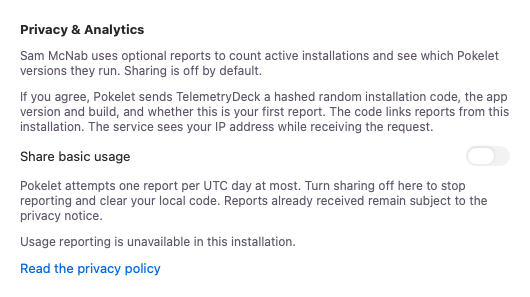 Privacy & Analytics
Sam McNab uses optional reports to count active installations and see which Pokelet
versions they run. Sharing is off by default.
If you agree, Pokelet sends TelemetryDeck a hashed random installation code, the app
version and build, and whether this is your first report. The code links reports from this
installation. The service sees your IP address while receiving the request.
Share basic usage
Pokelet attempts one report per UTC day at most. Turn sharing off here to stop
reporting and clear your local code. Reports already received remain subject to the
privacy notice.
Usage reporting is unavailable in this installation.
Read the privacy policy